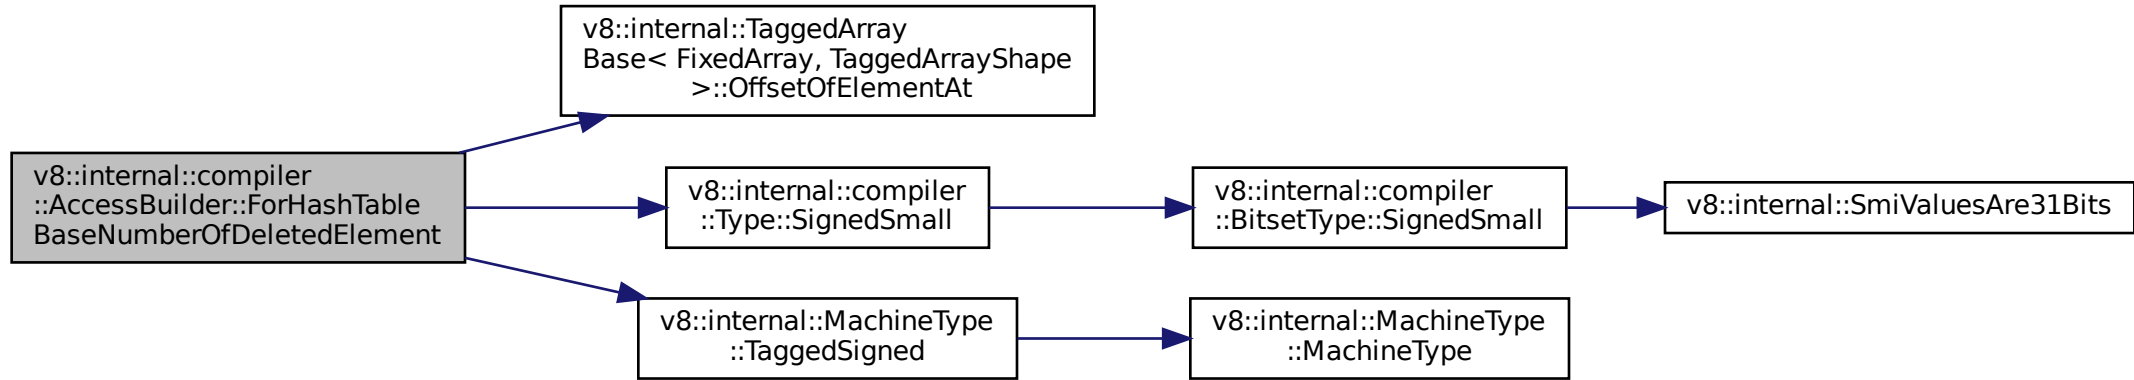 v8::internal::TaggedArray
Base< FixedArray, TaggedArrayShape
>::OffsetOfElementAt
v8::internal::compiler
::AccessBuilder::ForHashTable
BaseNumberOfDeletedElement
v8::internal::compiler
::Type::SignedSmall
v8::internal::compiler
::BitsetType::SignedSmall
v8::internal::SmiValuesAre31Bits
v8::internal::MachineType
::TaggedSigned
v8::internal::MachineType
::MachineType